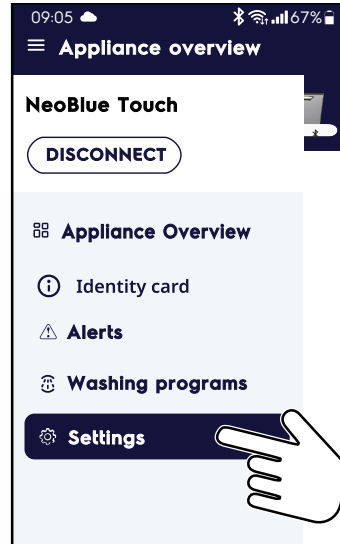 09:05 67%
Appliance overview
NeoBlue Touch
DISCONNECT
Appliance Overview
Identity card
Alerts
Washing programs
Settings